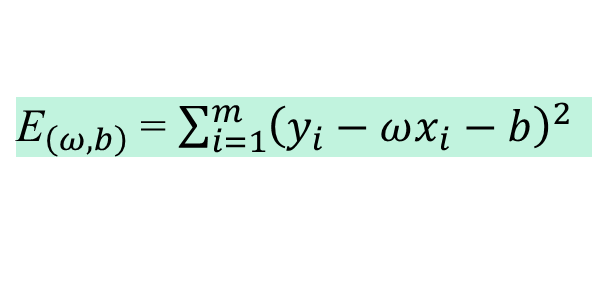 E_{(ω,b)} = ∑_{i=1}^{m}(y_i − ωx_i − b)^2